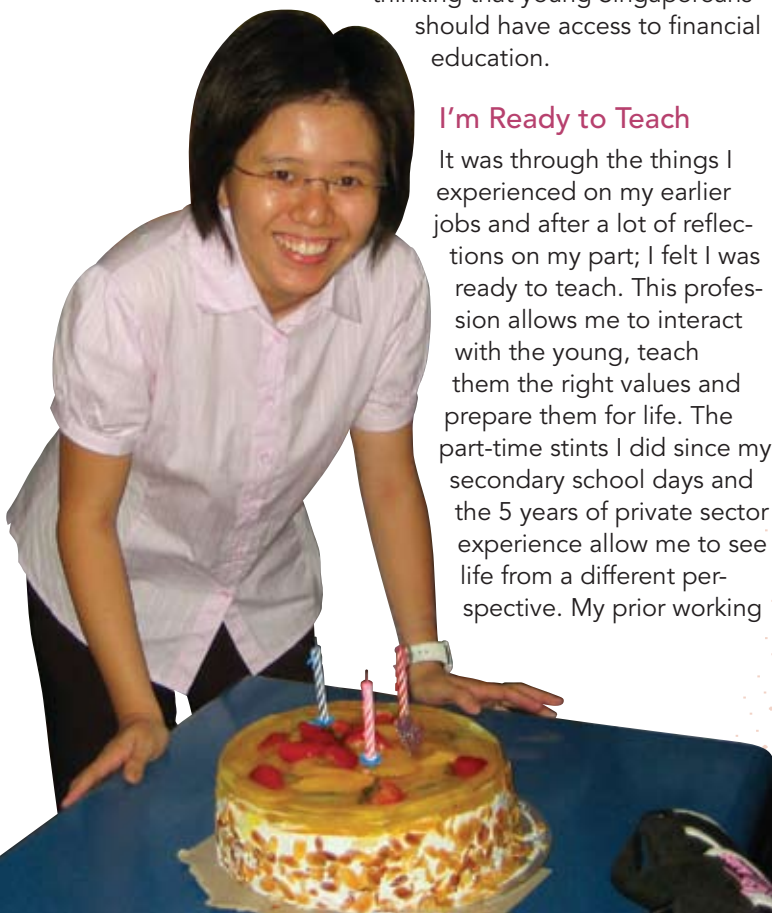 thinking that young Singaporeans
should have access to financial
education.
I'm Ready to Teach
It was through the things I
experienced on my earlier
jobs and after a lot of reflec-
tions on my part; I felt I was
ready to teach. This profes-
sion allows me to interact
with the young, teach
them the right values and
prepare them for life. The
part-time stints I did since my
secondary school days and
the 5 years of private sector
experience allow me to see
life from a different per-
spective. My prior working